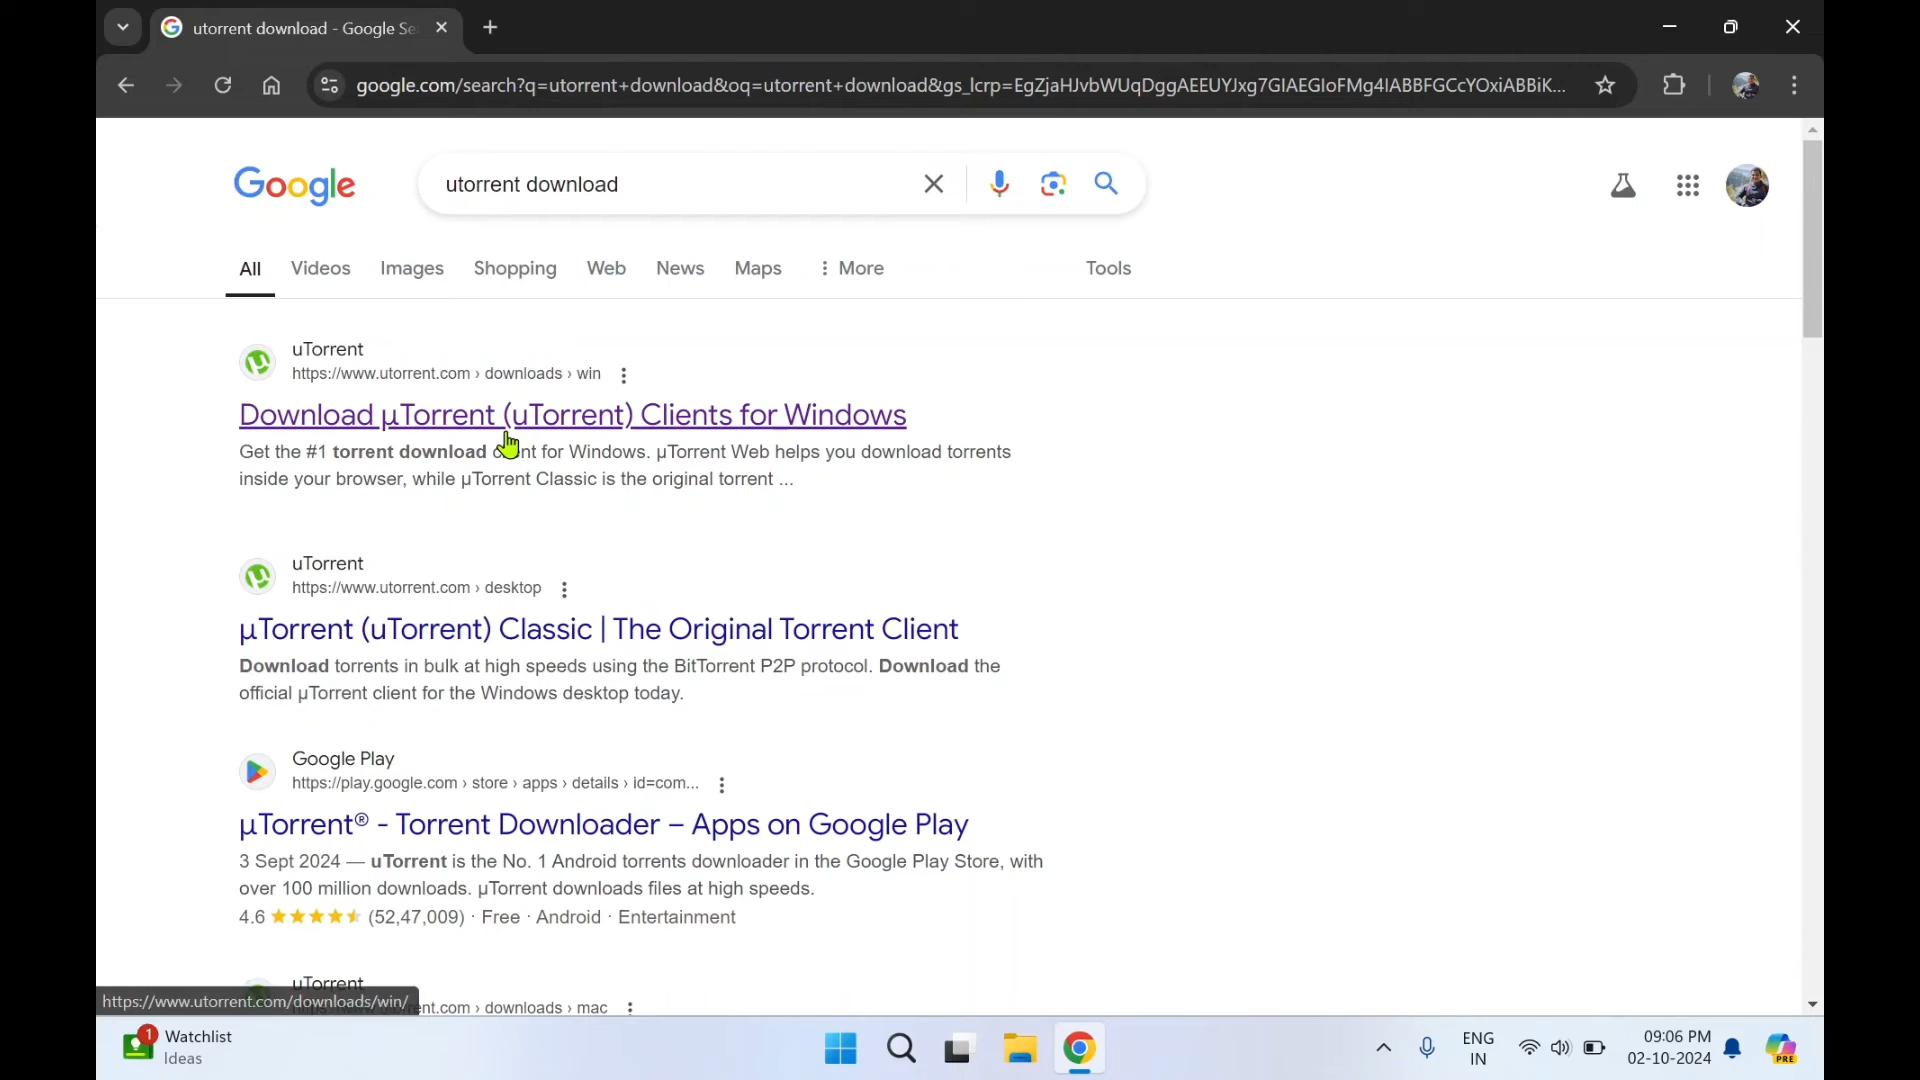 utorrent download - Google Se
google.com/search?q=utorrent+download&oq=utorrent+download&gs_lcrp=EgZjaHJvbWUqDggAEEUYJxg7GIAEGIoFMg4IABBFGCcYOxiABBiK...
Google
utorrent download
All Videos Images Shopping Web News Maps More Tools
uTorrent
https://www.utorrent.com › downloads › win
Download µTorrent (uTorrent) Clients for Windows
Get the #1 torrent download client for Windows. µTorrent Web helps you download torrents
inside your browser, while µTorrent Classic is the original torrent ...
uTorrent
https://www.utorrent.com › desktop
µTorrent (uTorrent) Classic | The Original Torrent Client
Download torrents in bulk at high speeds using the BitTorrent P2P protocol. Download the
official µTorrent client for the Windows desktop today.
Google Play
https://play.google.com › store › apps › details › id=com...
µTorrent® - Torrent Downloader – Apps on Google Play
3 Sept 2024 — uTorrent is the No. 1 Android torrents downloader in the Google Play Store, with
over 100 million downloads. µTorrent downloads files at high speeds.
4.6 ★★★★★ (52,47,009) · Free · Android · Entertainment
uTorrent
https://www.utorrent.com/downloads/win/
rent.com › downloads › mac
1
Watchlist
Ideas
ENG
IN
09:06 PM
02-10-2024
PRE